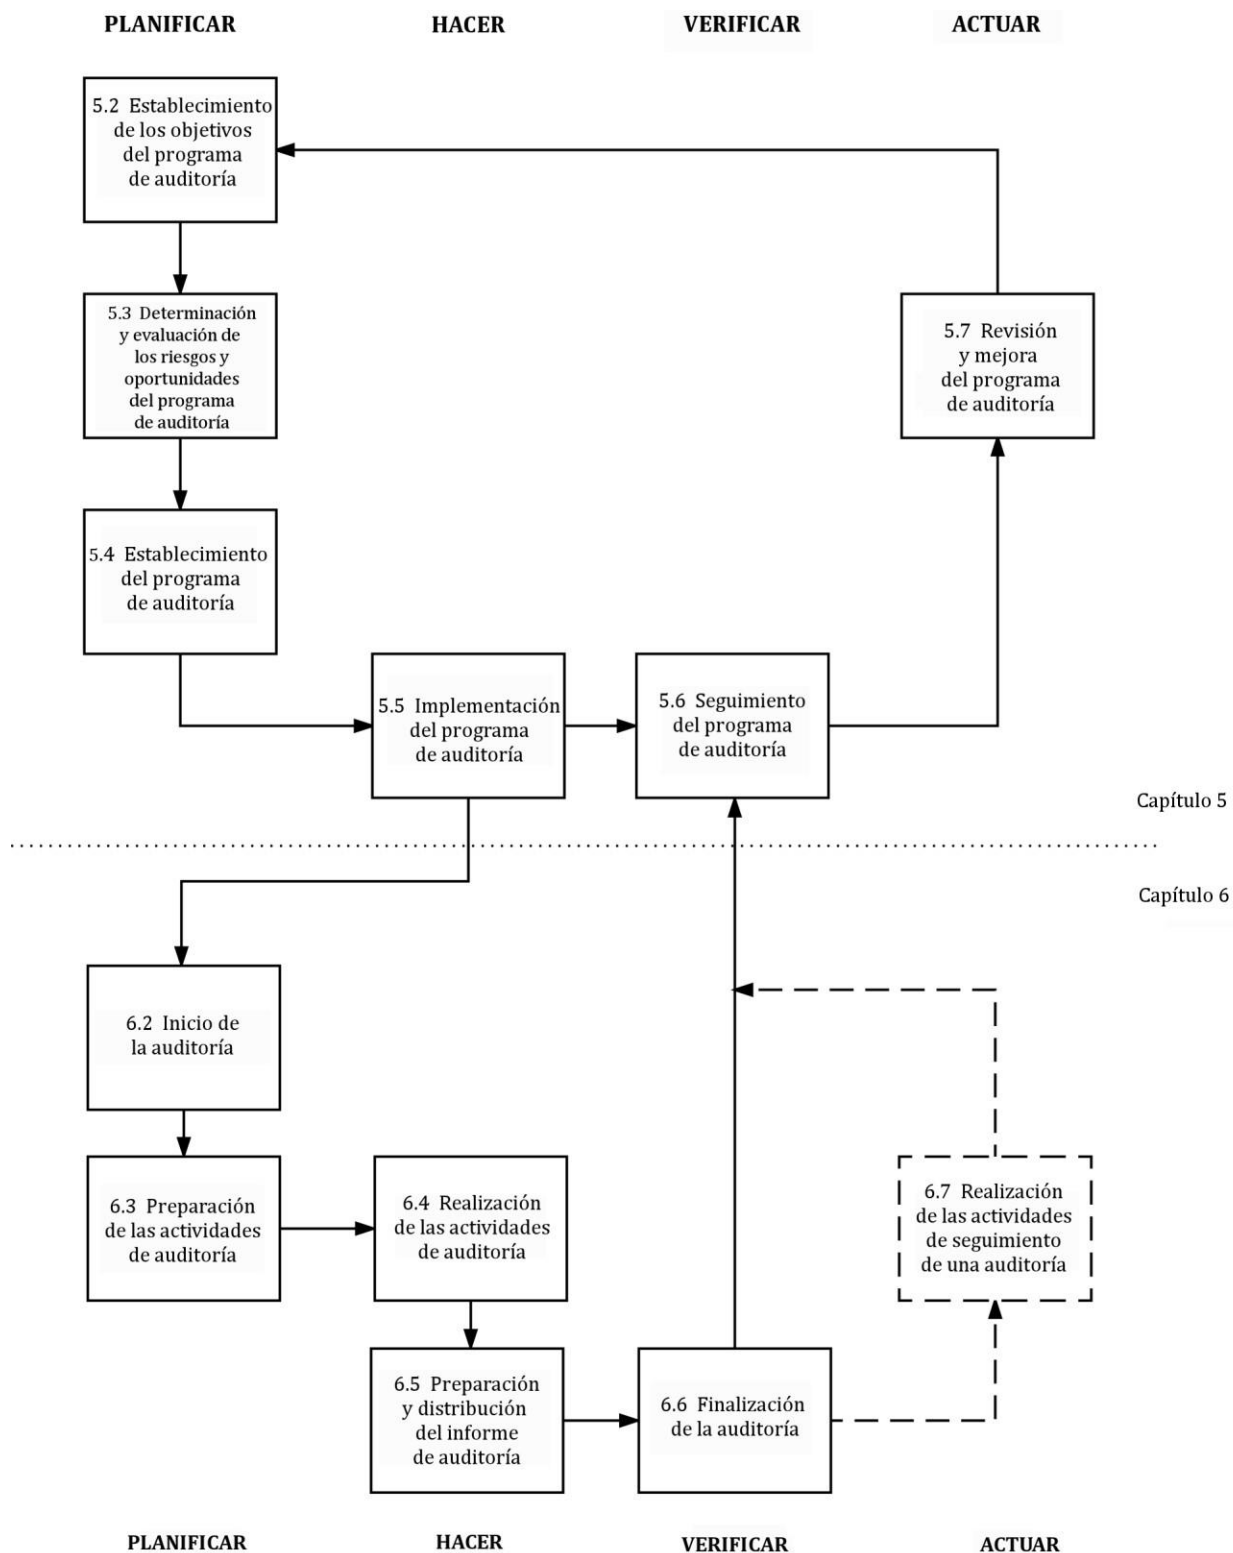 PLANIFICAR
HACER
VERIFICAR
ACTUAR
5.2 Establecimiento
de los objetivos
del programa
de auditoría
5.3 Determinación
y evaluación de
los riesgos y
oportunidades
del programa
de auditoría
5.7 Revisión
y mejora
del programa
de auditoría
5.4 Establecimiento
del programa
de auditoría
5.5 Implementación
del programa
de auditoría
5.6 Seguimiento
del programa
de auditoría
Capítulo 5
Capítulo 6
6.2 Inicio de
la auditoría
6.3 Preparación
de las actividades
de auditoría
6.4 Realización
de las actividades
de auditoría
6.7 Realización
de las actividades
de seguimiento
de una auditoría
6.5 Preparación
y distribución
del informe
de auditoría
6.6 Finalización
de la auditoría
PLANIFICAR
HACER
VERIFICAR
ACTUAR